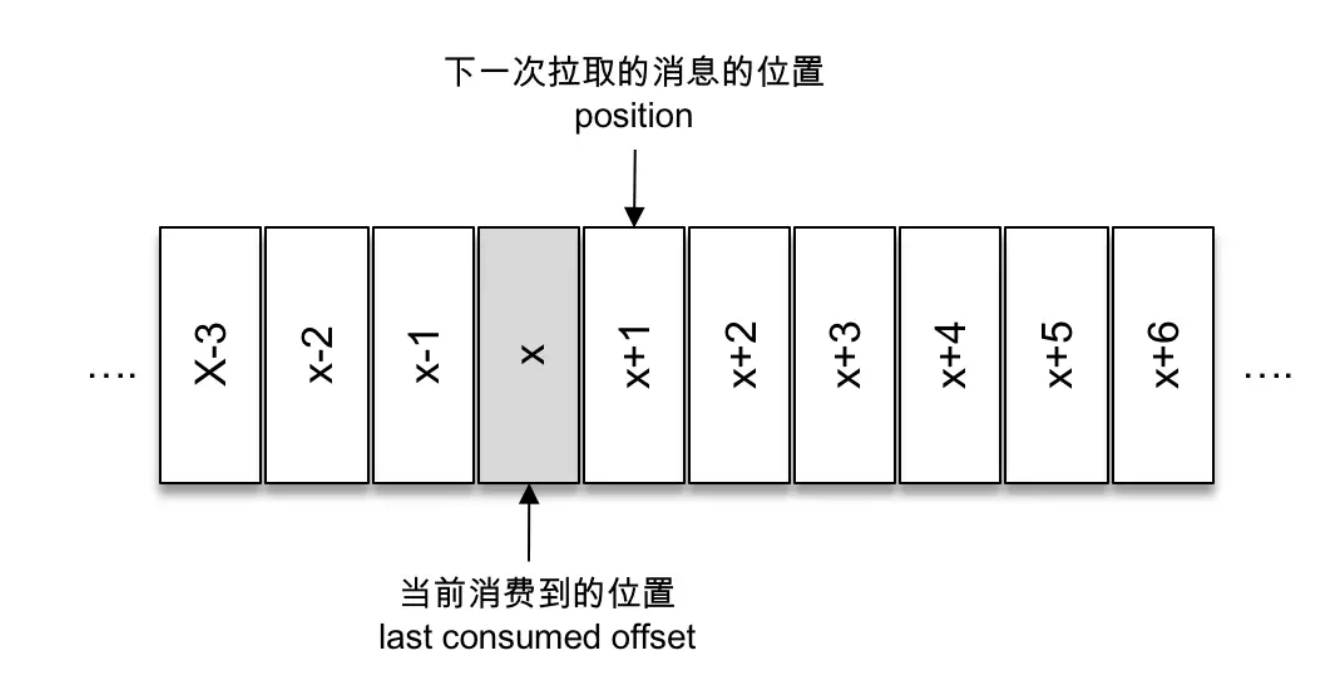 下一次拉取的消息的位置
position
....
X-3
x-2
x-1
x
x+1
x+2
x+3
x+4
x+5
x+6
....
当前消费到的位置
last consumed offset